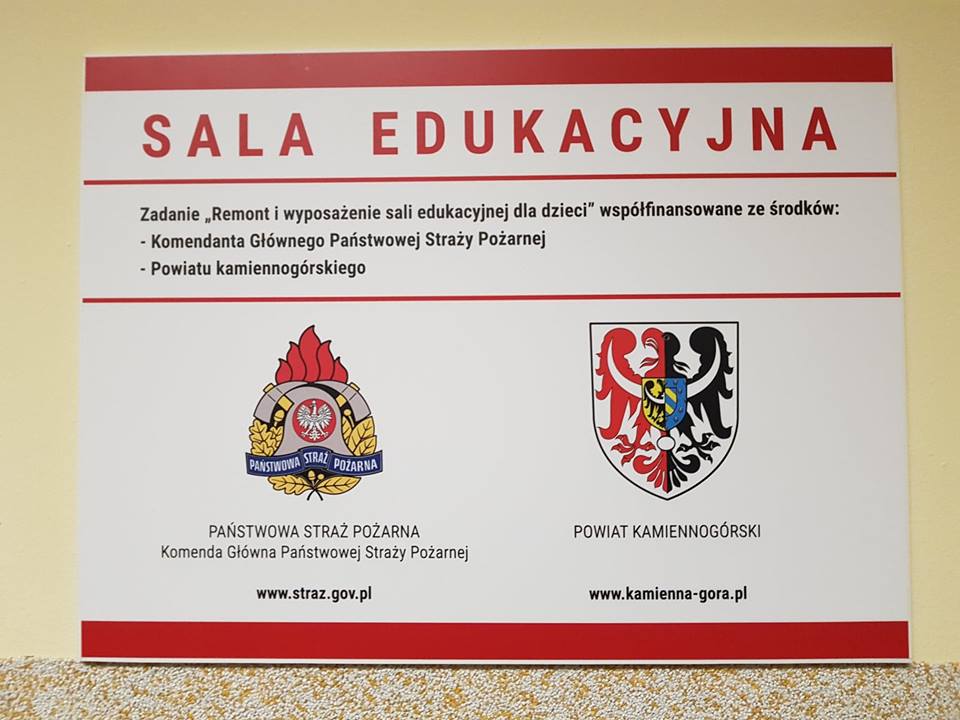 SALA EDUKACYJNA
Zadanie „Remont i wyposażenie sali edukacyjnej dla dzieci” współfinansowane ze środków:
- Komendanta Głównego Państwowej Straży Pożarnej
- Powiatu kamiennogórskiego
PAŃSTWOWA STRAŻ POŻARNA
PAŃSTWOWA STRAŻ POŻARNA
Komenda Główna Państwowej Straży Pożarnej
www.straz.gov.pl
POWIAT KAMIENNOGÓRSKI
www.kamienna-gora.pl